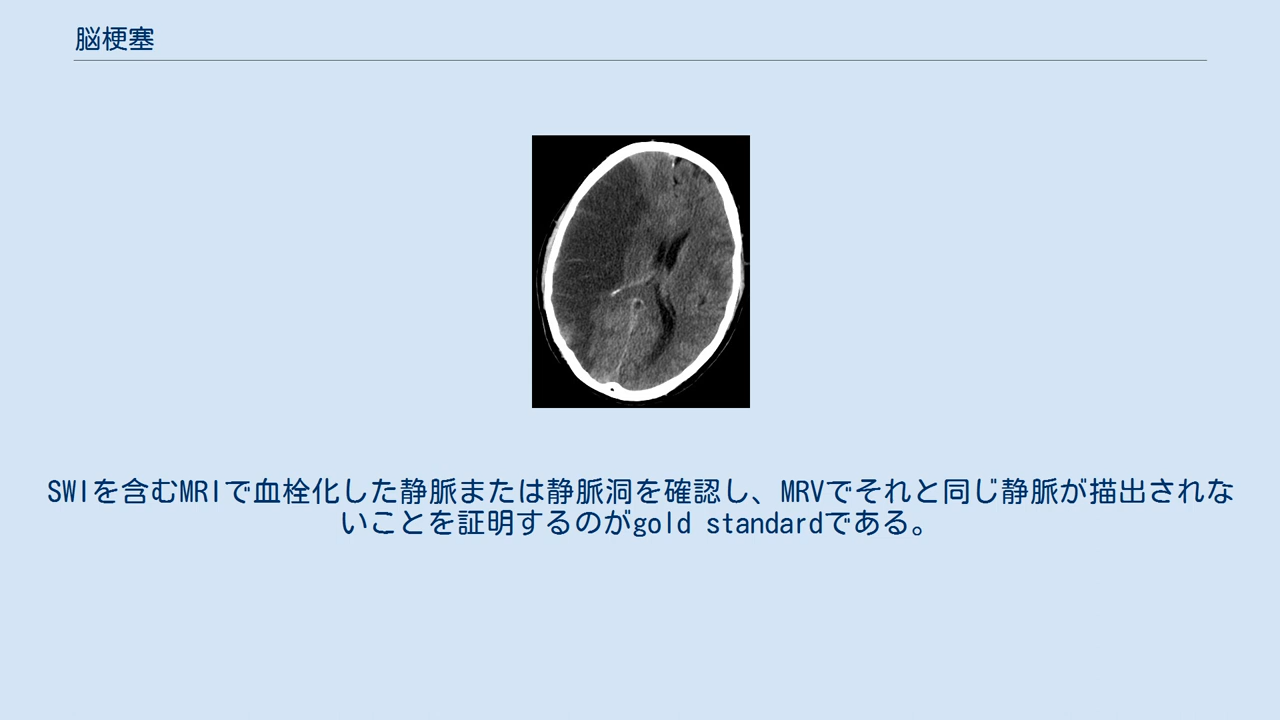 脳梗塞
SWIを含むMRIで血栓化した静脈または静脈洞を確認し、MRVでそれと同じ静脈が描出されな
いことを証明するのがgold standardである。